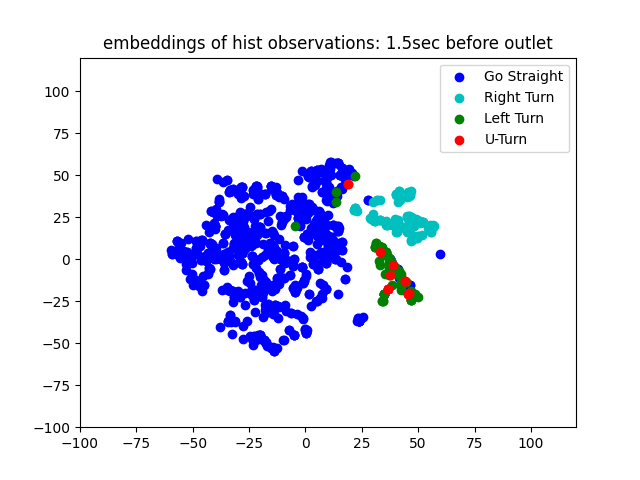 embeddings of hist observations: 1.5sec before outlet
Go Straight
Right Turn
Left Turn
U-Turn
100
75
50
25
0
−25
−50
−75
−100
−100 −75 −50 −25 0 25 50 75 100